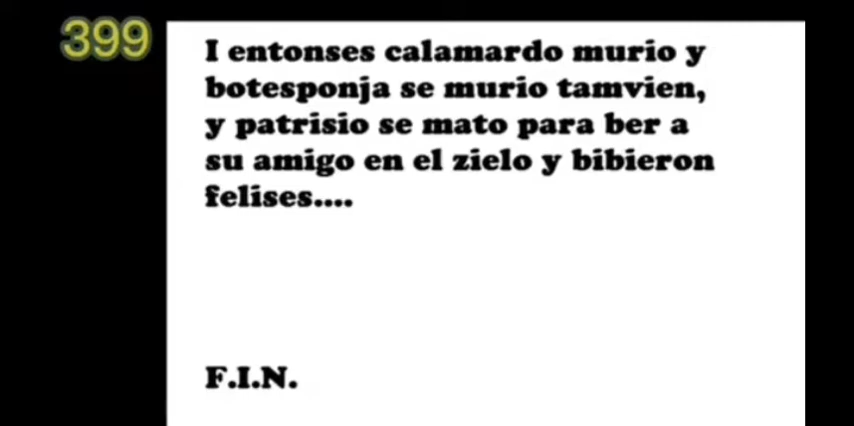 399
I entonses calamardo murio y
botesponja se murio tamvien,
y patrisio se mato para ber a
su amigo en el zielo y bibieron
felises....
F.I.N.